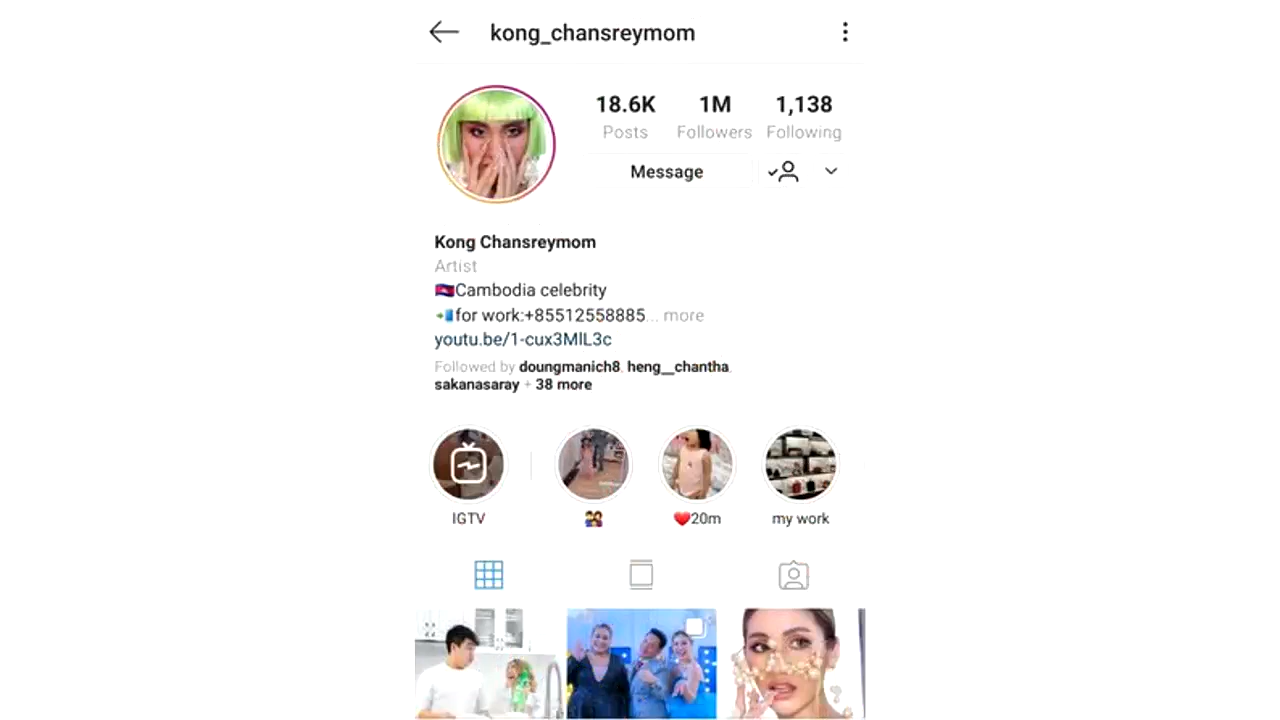 kong_chansreymom
18.6K 1M 1,138
Posts Followers Following
Message
Kong Chansreymom
Artist
🇰🇭Cambodia celebrity
📲for work:+85512558885... more
youtu.be/1-cux3MlL3c
Followed by doungmanich8, heng__chantha,
sakanasaray + 38 more
IGTV 👫 ❤️20m my work